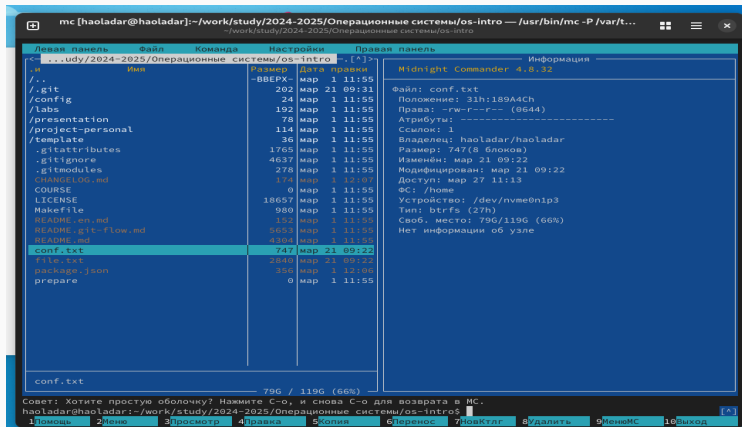 mc [haoladar@haoladar]:~/work/study/2024-2025/Операционные системы/os-intro — /usr/bin/mc -P /var/t...
~/work/study/2024-2025/Операционные системы/os-intro
Левая панель Файл Команда Настройки Правая панель
<— ...udy/2024-2025/Операционные системы/os-intro —.[^]>
.и Имя Размер Дата правки
/.. -ВВЕРХ- мар 1 11:55
/.git 202 мар 21 09:31
/config 24 мар 1 11:55
/labs 192 мар 1 11:55
/presentation 78 мар 1 11:55
/project-personal 114 мар 1 11:55
/template 36 мар 1 11:55
.gitattributes 1765 мар 1 11:55
.gitignore 4637 мар 1 11:55
.gitmodules 278 мар 1 11:55
CHANGELOG.md 174 мар 1 12:07
COURSE 0 мар 1 11:55
LICENSE 18657 мар 1 11:55
Makefile 980 мар 1 11:55
README.en.md 152 мар 1 11:55
README.git-flow.md 5653 мар 1 11:55
README.md 4304 мар 1 11:55
conf.txt 747 мар 21 09:22
file.txt 2840 мар 21 09:22
package.json 356 мар 1 12:06
prepare 0 мар 1 11:55
conf.txt
79G / 119G (66%)
Информация
Midnight Commander 4.8.32
Файл: conf.txt
Положение: 31h:189A4Ch
Права: -rw-r--r-- (0644)
Атрибуты: -------------------------
Ссылок: 1
Владелец: haoladar/haoladar
Размер: 747(8 блоков)
Изменён: мар 21 09:22
Модифицирован: мар 21 09:22
Доступ: мар 27 11:13
ФС: /home
Устройство: /dev/nvme0n1p3
Тип: btrfs (27h)
Своб. место: 79G/119G (66%)
Нет информации об узле
Совет: Хотите простую оболочку? Нажмите C-o, и снова C-o для возврата в MC.
haoladar@haoladar:~/work/study/2024-2025/Операционные системы/os-intro$ [^]
1Помощь 2Меню 3Просмотр 4Правка 5Копия 6Перенос 7НовКтлг 8Удалить 9МенюМС 10Выход